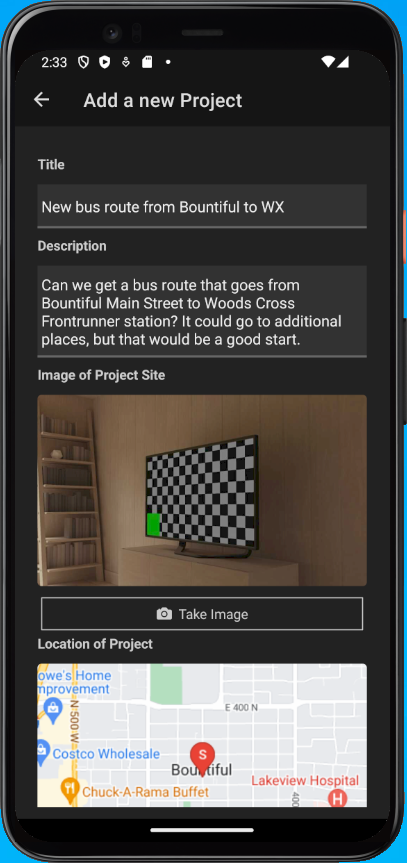 2:33
Add a new Project
Title
New bus route from Bountiful to WX
Description
Can we get a bus route that goes from
Bountiful Main Street to Woods Cross
Frontrunner station? It could go to additional
places, but that would be a good start.
Image of Project Site
Take Image
Location of Project
owe's Home
mprovement
N 500 W
E 400 N
S
Costco Wholesale
Bountiful
Lakeview Hospital
Chuck-A-Rama Buffet
400
H